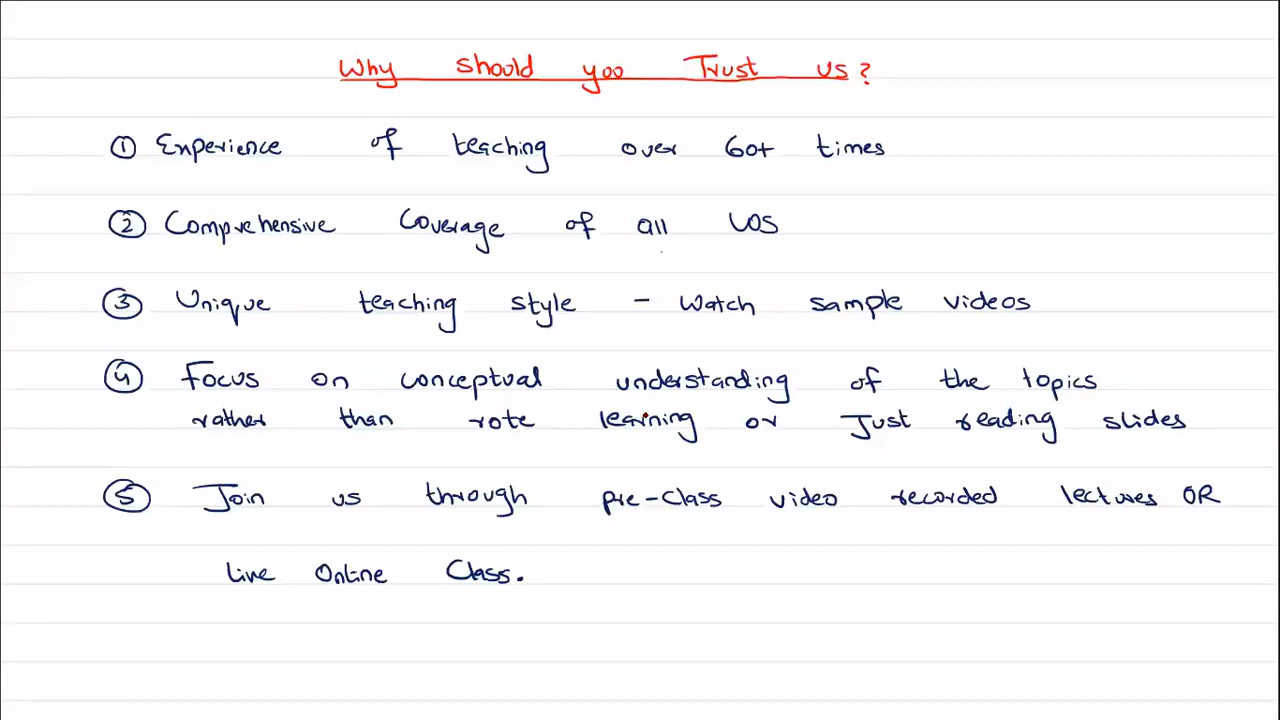 Why should you Trust us?
① Experience of teaching over 60+ times
② Comprehensive Coverage of all LOS
③ Unique teaching style - Watch sample videos
④ Focus on conceptual understanding of the topics
rather than rote learning or Just reading slides
⑤ Join us through pre-Class video recorded lectures OR
live Online Class.